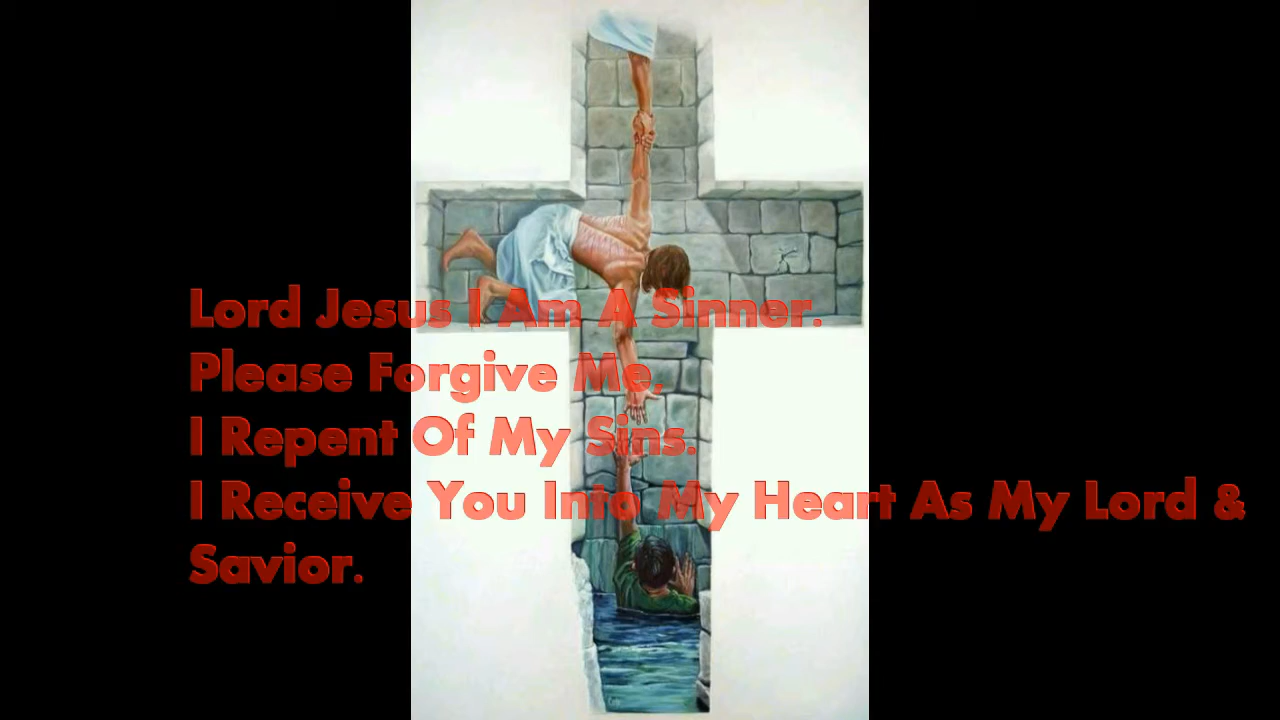 Lord Jesus I Am A Sinner.
Please Forgive Me,
I Repent Of My Sins.
I Receive You Into My Heart As My Lord &
Savior.